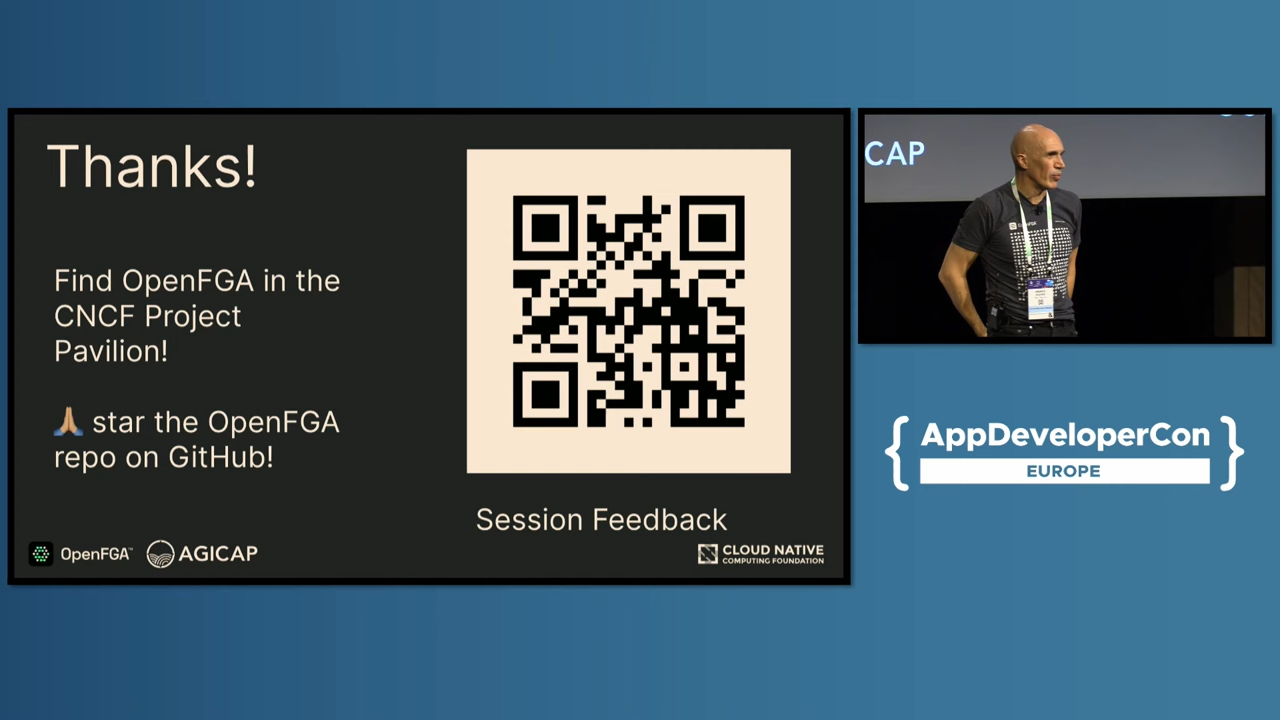 Thanks!
Find OpenFGA in the
CNCF Project
Pavilion!
🙏🏼 star the OpenFGA
repo on GitHub!
Session Feedback
OpenFGA™
AGICAP
CLOUD NATIVE
COMPUTING FOUNDATION
CAP
{ AppDeveloperCon }
EUROPE